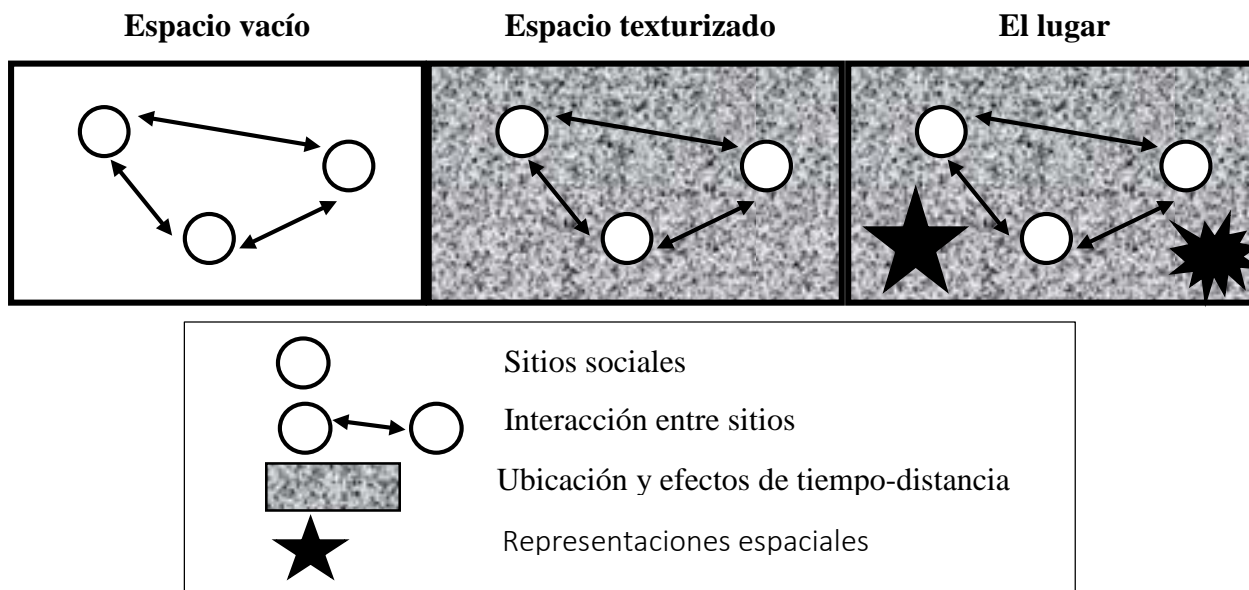 Espacio vacío
Espacio texturizado
El lugar
Sitios sociales
Interacción entre sitios
Ubicación y efectos de tiempo-distancia
Representaciones espaciales